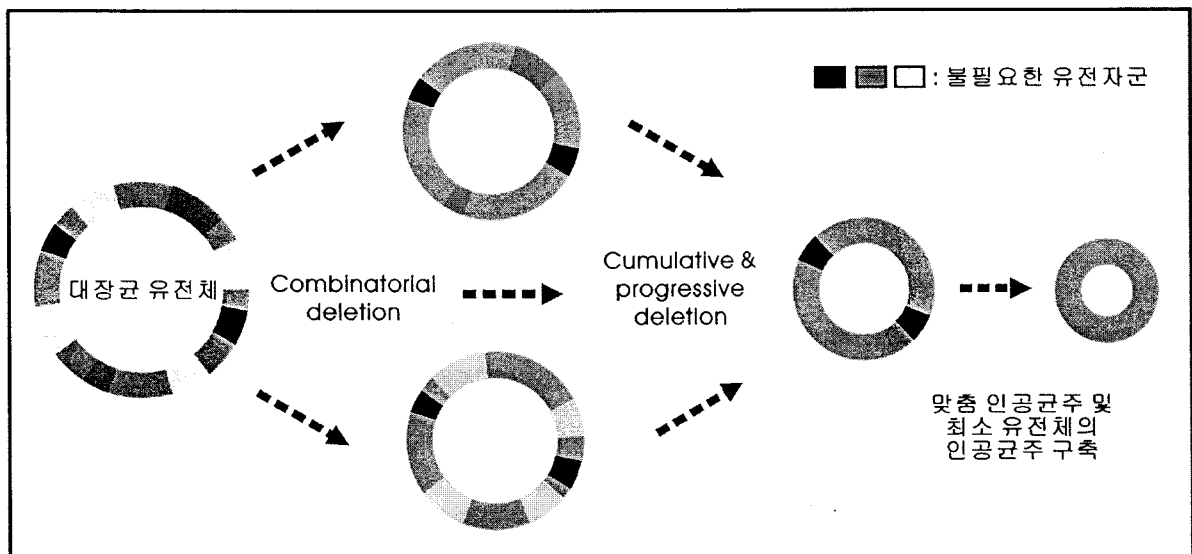 : 불필요한 유전자군
대장균 유전체
Combinatorial
deletion
Cumulative &
progressive
deletion
맞춤 인공균주 및
최소 유전체의
인공균주 구축